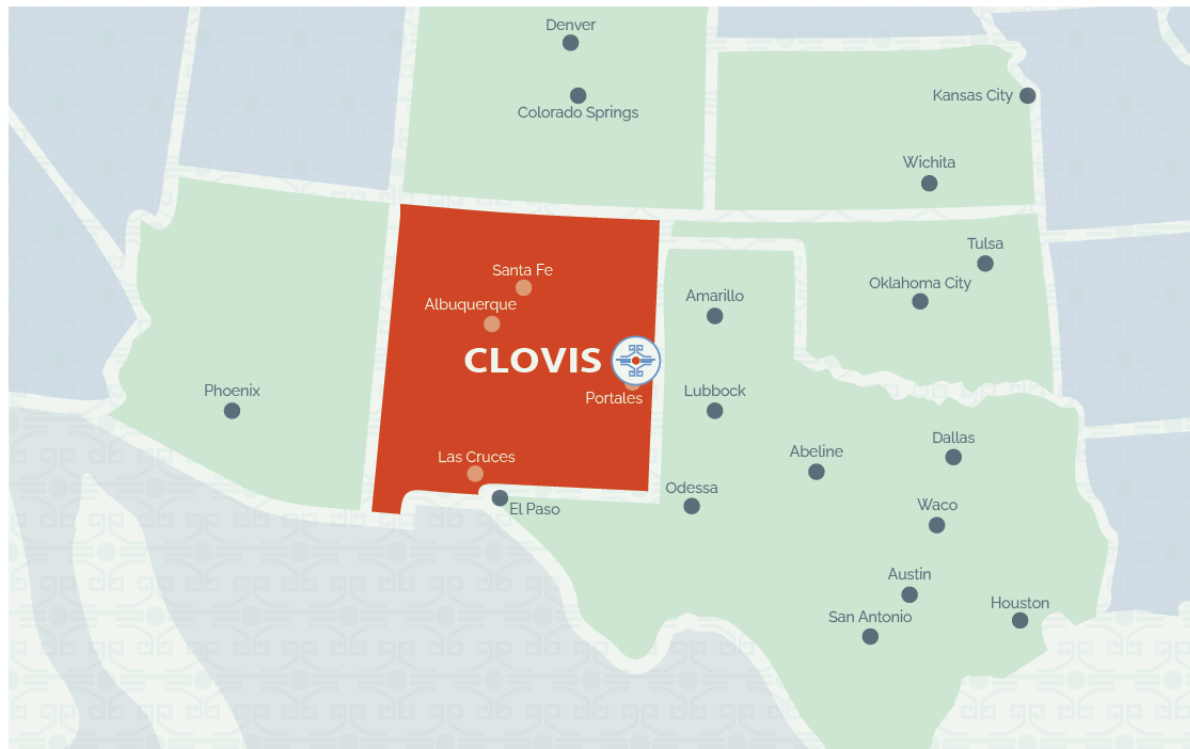 Denver
Colorado Springs
Kansas City
Wichita
Tulsa
Santa Fe
Oklahoma City
Amarillo
Albuquerque
CLOVIS
Phoenix
Portales
Lubbock
Dallas
Abeline
Las Cruces
Odessa
El Paso
Waco
Austin
Houston
San Antonio